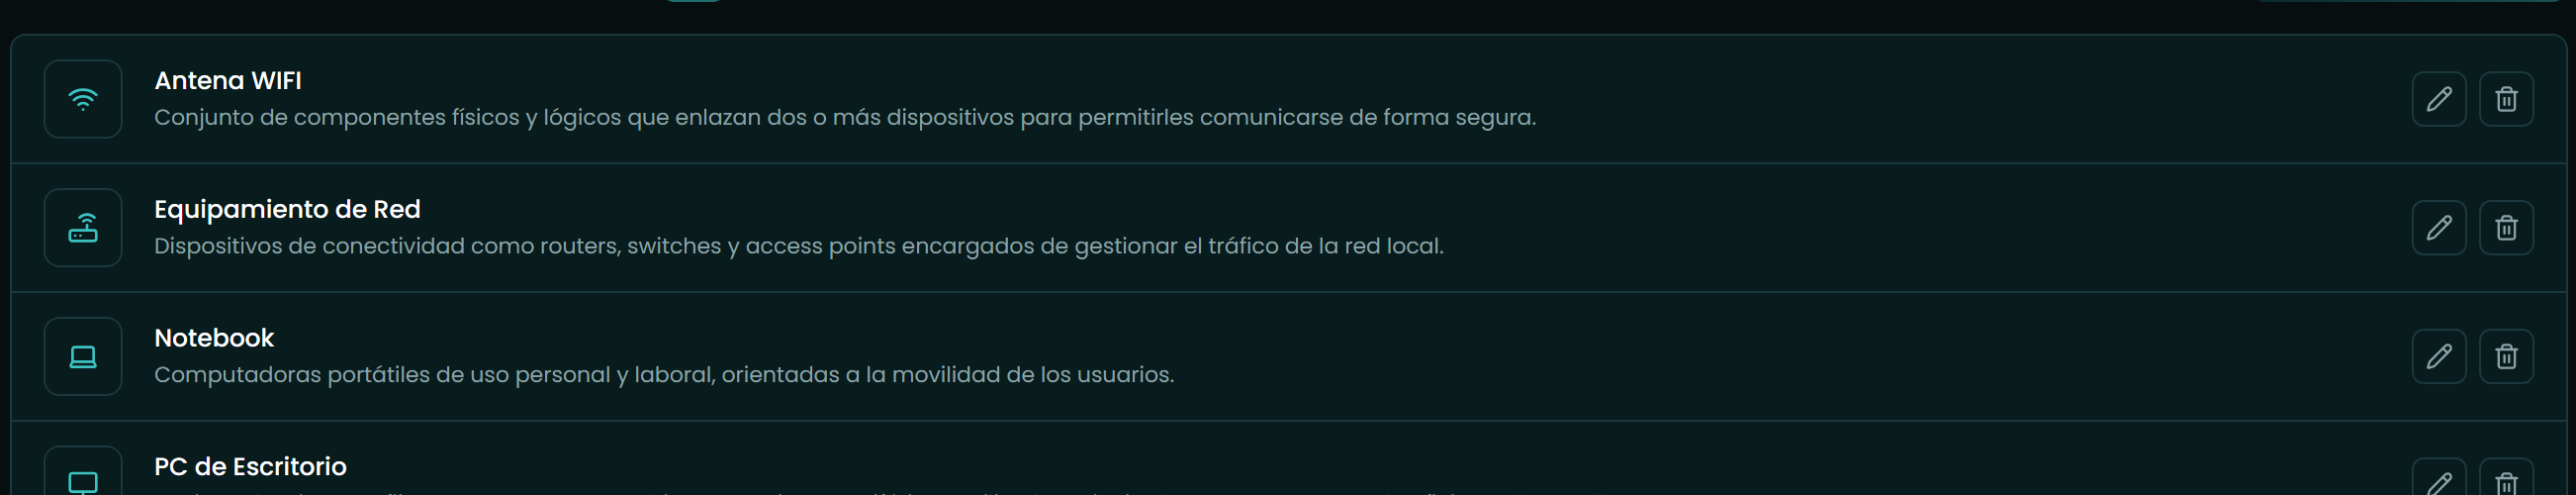 Antena WIFI
Conjunto de componentes físicos y lógicos que enlazan dos o más dispositivos para permitirles comunicarse de forma segura.
Equipamiento de Red
Dispositivos de conectividad como routers, switches y access points encargados de gestionar el tráfico de la red local.
Notebook
Computadoras portátiles de uso personal y laboral, orientadas a la movilidad de los usuarios.
PC de Escritorio